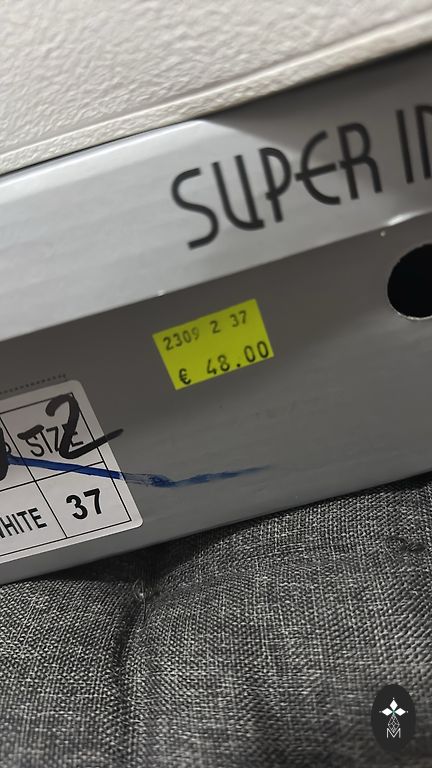 SUPER
2309 2 37
€ 48.00
2
SIZE
WHITE 37
M